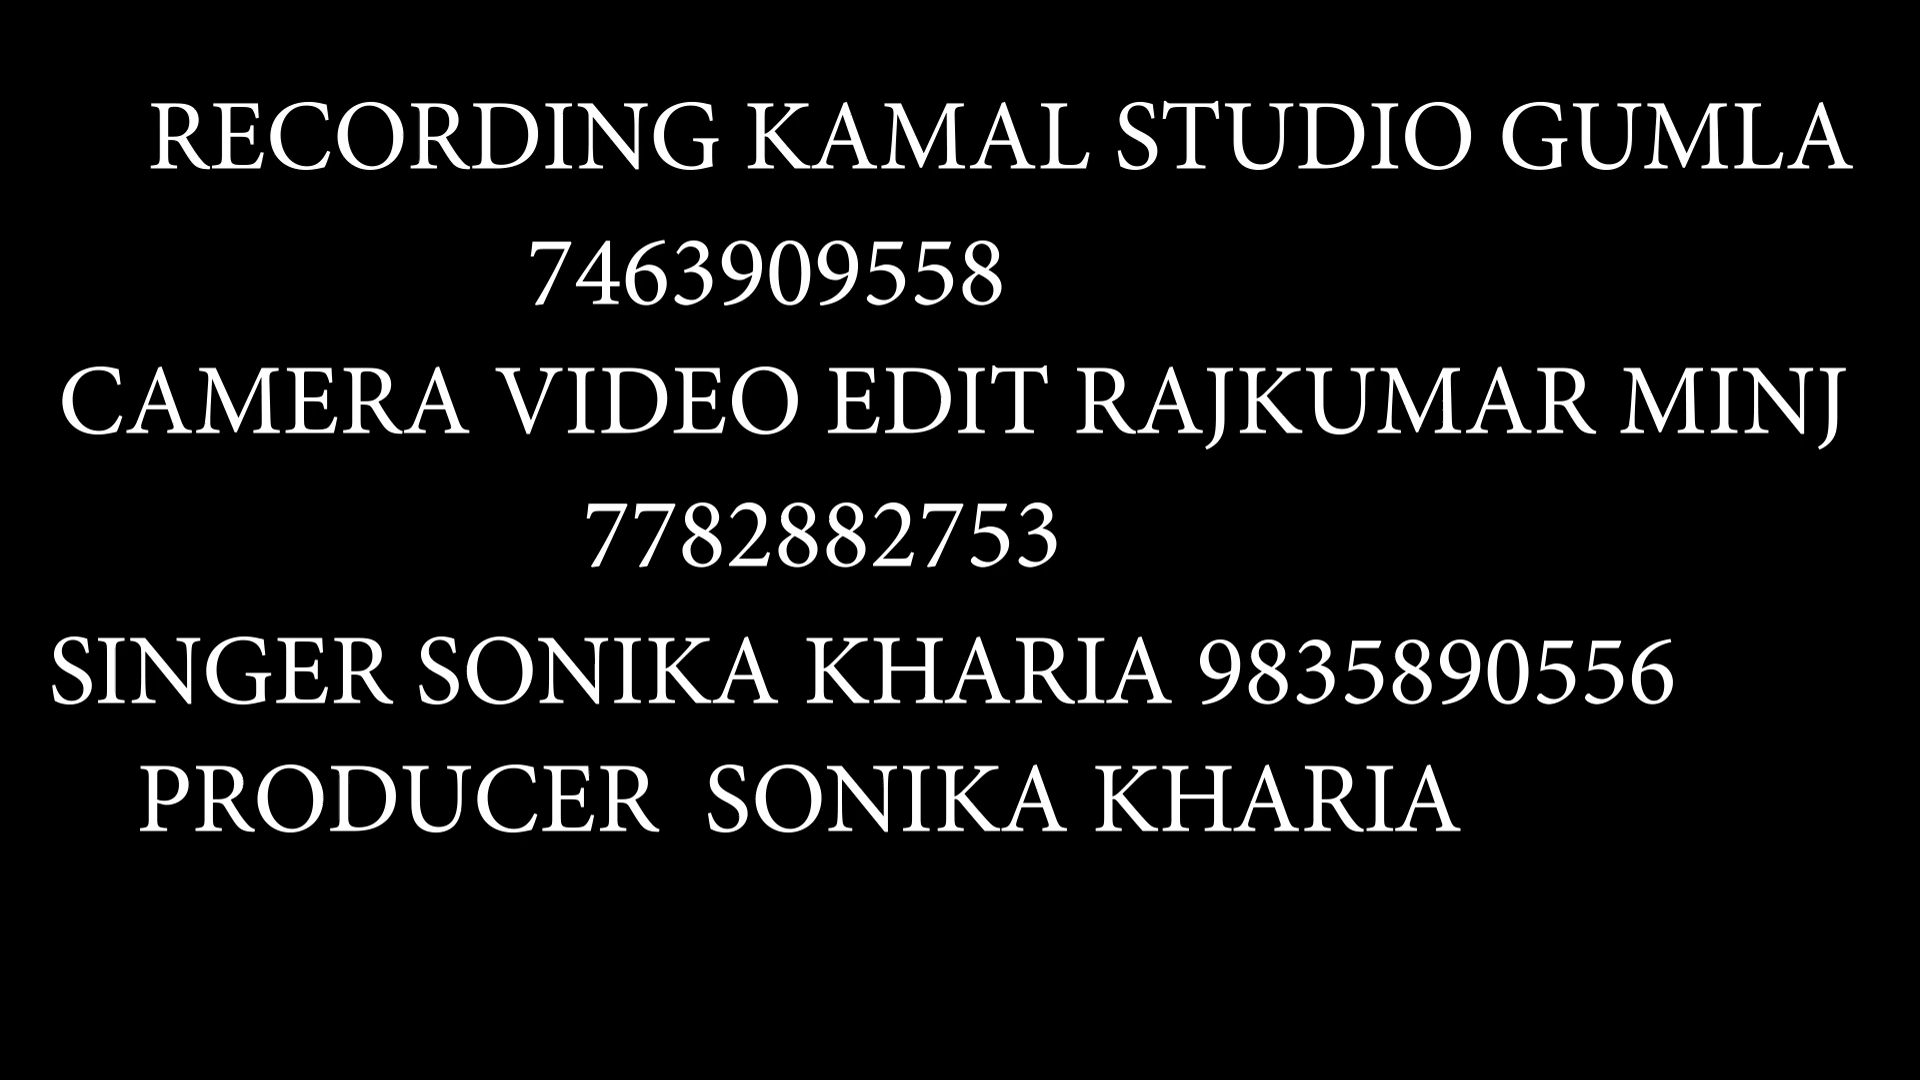 RECORDING KAMAL STUDIO GUMLA
7463909558
CAMERA VIDEO EDIT RAJKUMAR MINJ
7782882753
SINGER SONIKA KHARIA 9835890556
PRODUCER SONIKA KHARIA